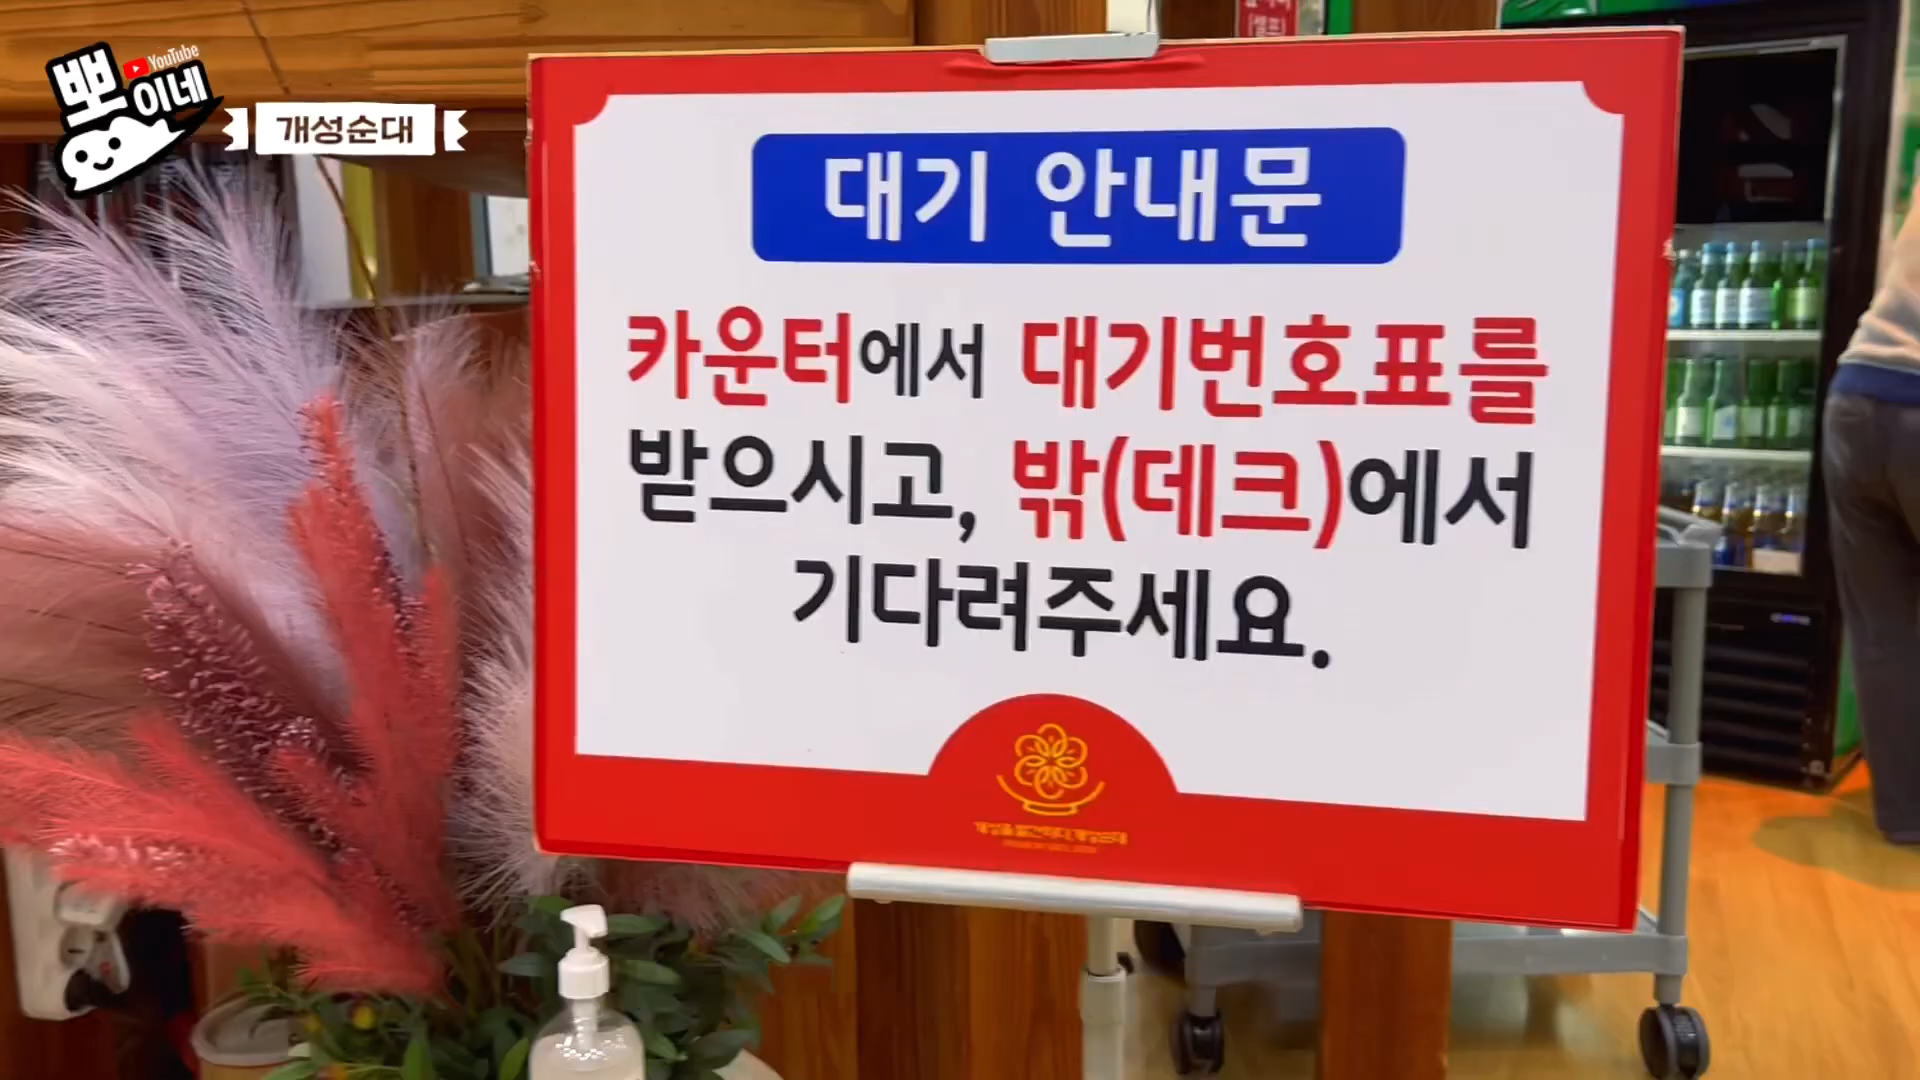 뽀이네
YouTube
개성순대
대기 안내문
카운터에서 대기번호표를
받으시고, 밖(데크)에서
기다려주세요.